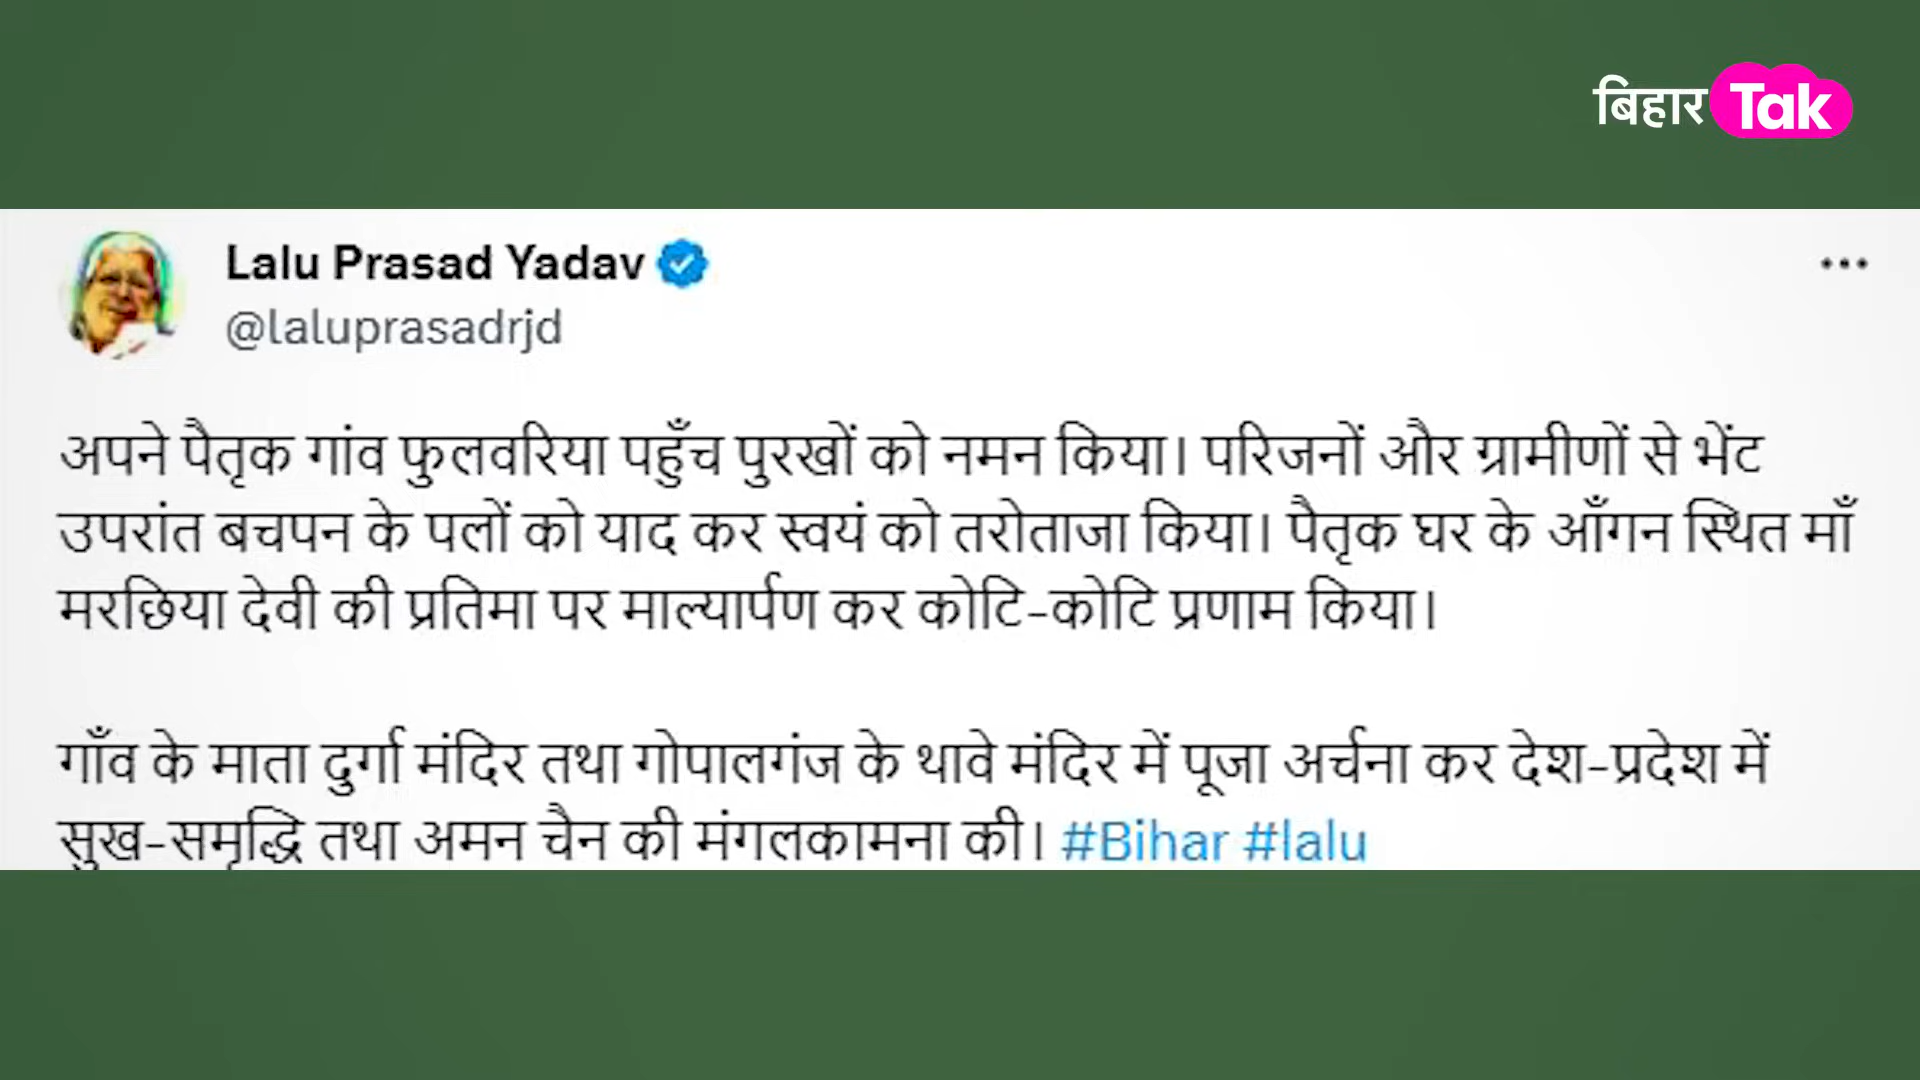 बिहार Tak
Lalu Prasad Yadav
@laluprasadrjd
अपने पैतृक गांव फुलवरिया पहुँच पुरखों को नमन किया। परिजनों और ग्रामीणों से भेंट
उपरांत बचपन के पलों को याद कर स्वयं को तरोताजा किया। पैतृक घर के आँगन स्थित माँ
मरछिया देवी की प्रतिमा पर माल्यार्पण कर कोटि-कोटि प्रणाम किया।
गाँव के माता दुर्गा मंदिर तथा गोपालगंज के थावे मंदिर में पूजा अर्चना कर देश-प्रदेश में
सुख-समृद्धि तथा अमन चैन की मंगलकामना की। #Bihar #lalu